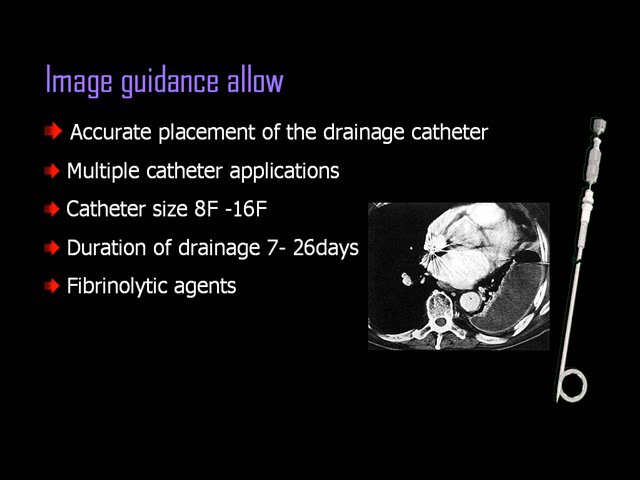 Image guidance allow
Accurate placement of the drainage catheter
Multiple catheter applications
Catheter size 8F -16F
Duration of drainage 7- 26days
Fibrinolytic agents